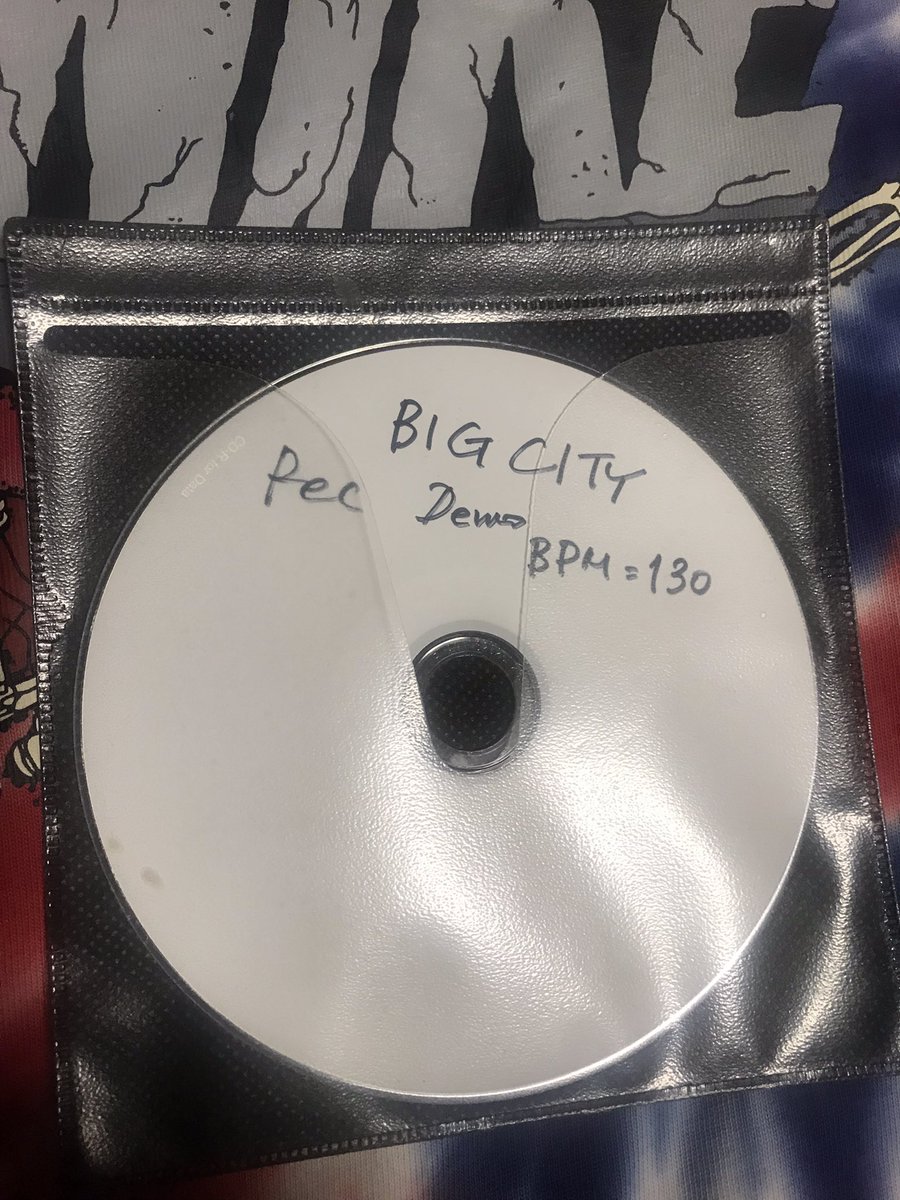 BIG CITY
Rec Demo
BPM = 130
CD-R for Data